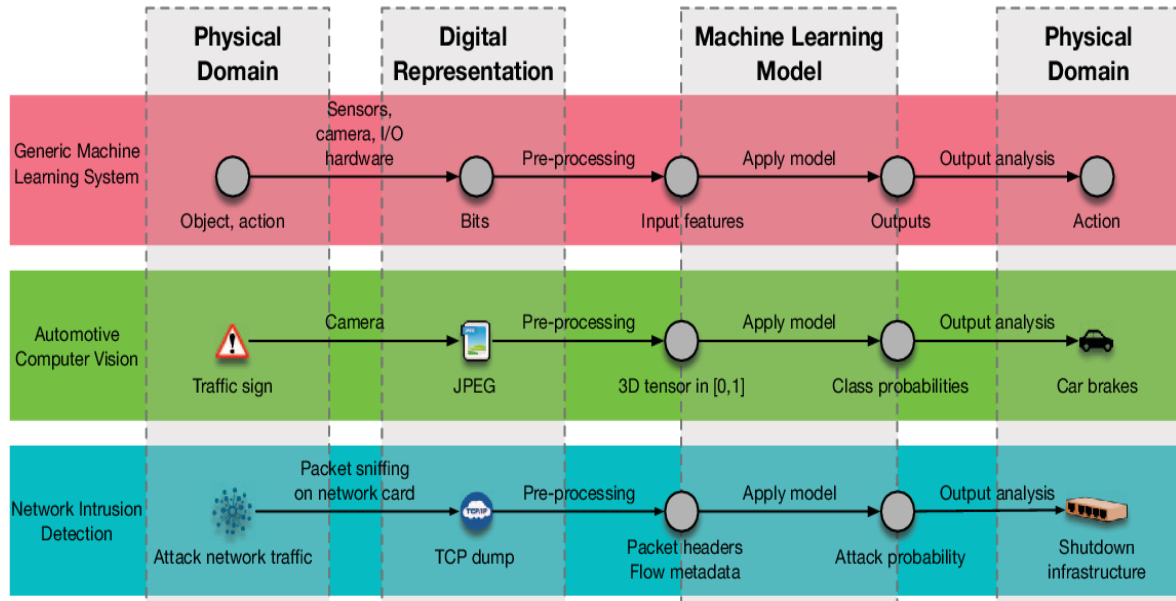 Physical
Domain
Digital
Representation
Machine Learning
Model
Physical
Domain
Generic Machine
Learning System
Sensors,
camera, I/O
hardware
Pre-processing
Apply model
Output analysis
Object, action
Bits
Input features
Outputs
Action
Automotive
Computer Vision
Camera
JPEG
Pre-processing
Apply model
Output analysis
Traffic sign
JPEG
3D tensor in [0,1]
Class probabilities
Car brakes
Network Intrusion
Detection
Packet sniffing
on network card
TCP/IP
Pre-processing
Apply model
Output analysis
Attack network traffic
TCP dump
Packet headers
Flow metadata
Attack probability
Shutdown
infrastructure